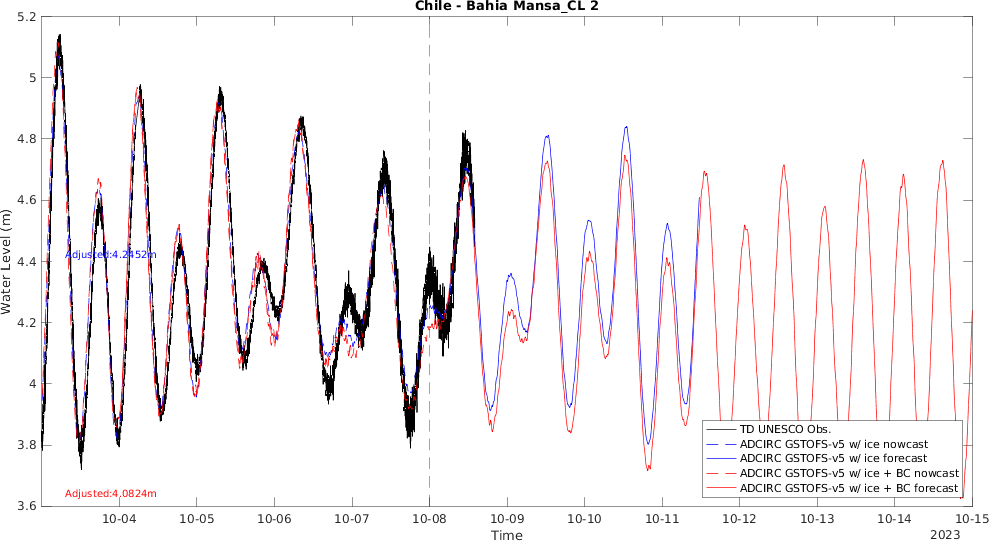 Chile - Bahia Mansa_CL 2
5.2
5
4.8
4.6
4.4
4.2
4
3.8
3.6
Water Level (m)
Adjusted:4.2452m
Adjusted:4.0824m
TD UNESCO Obs.
ADCIRC GSTOFS-v5 w/ ice nowcast
ADCIRC GSTOFS-v5 w/ ice forecast
ADCIRC GSTOFS-v5 w/ ice + BC nowcast
ADCIRC GSTOFS-v5 w/ ice + BC forecast
10-04 10-05 10-06 10-07 10-08 10-09 10-10 10-11 10-12 10-13 10-14 10-15
Time
2023